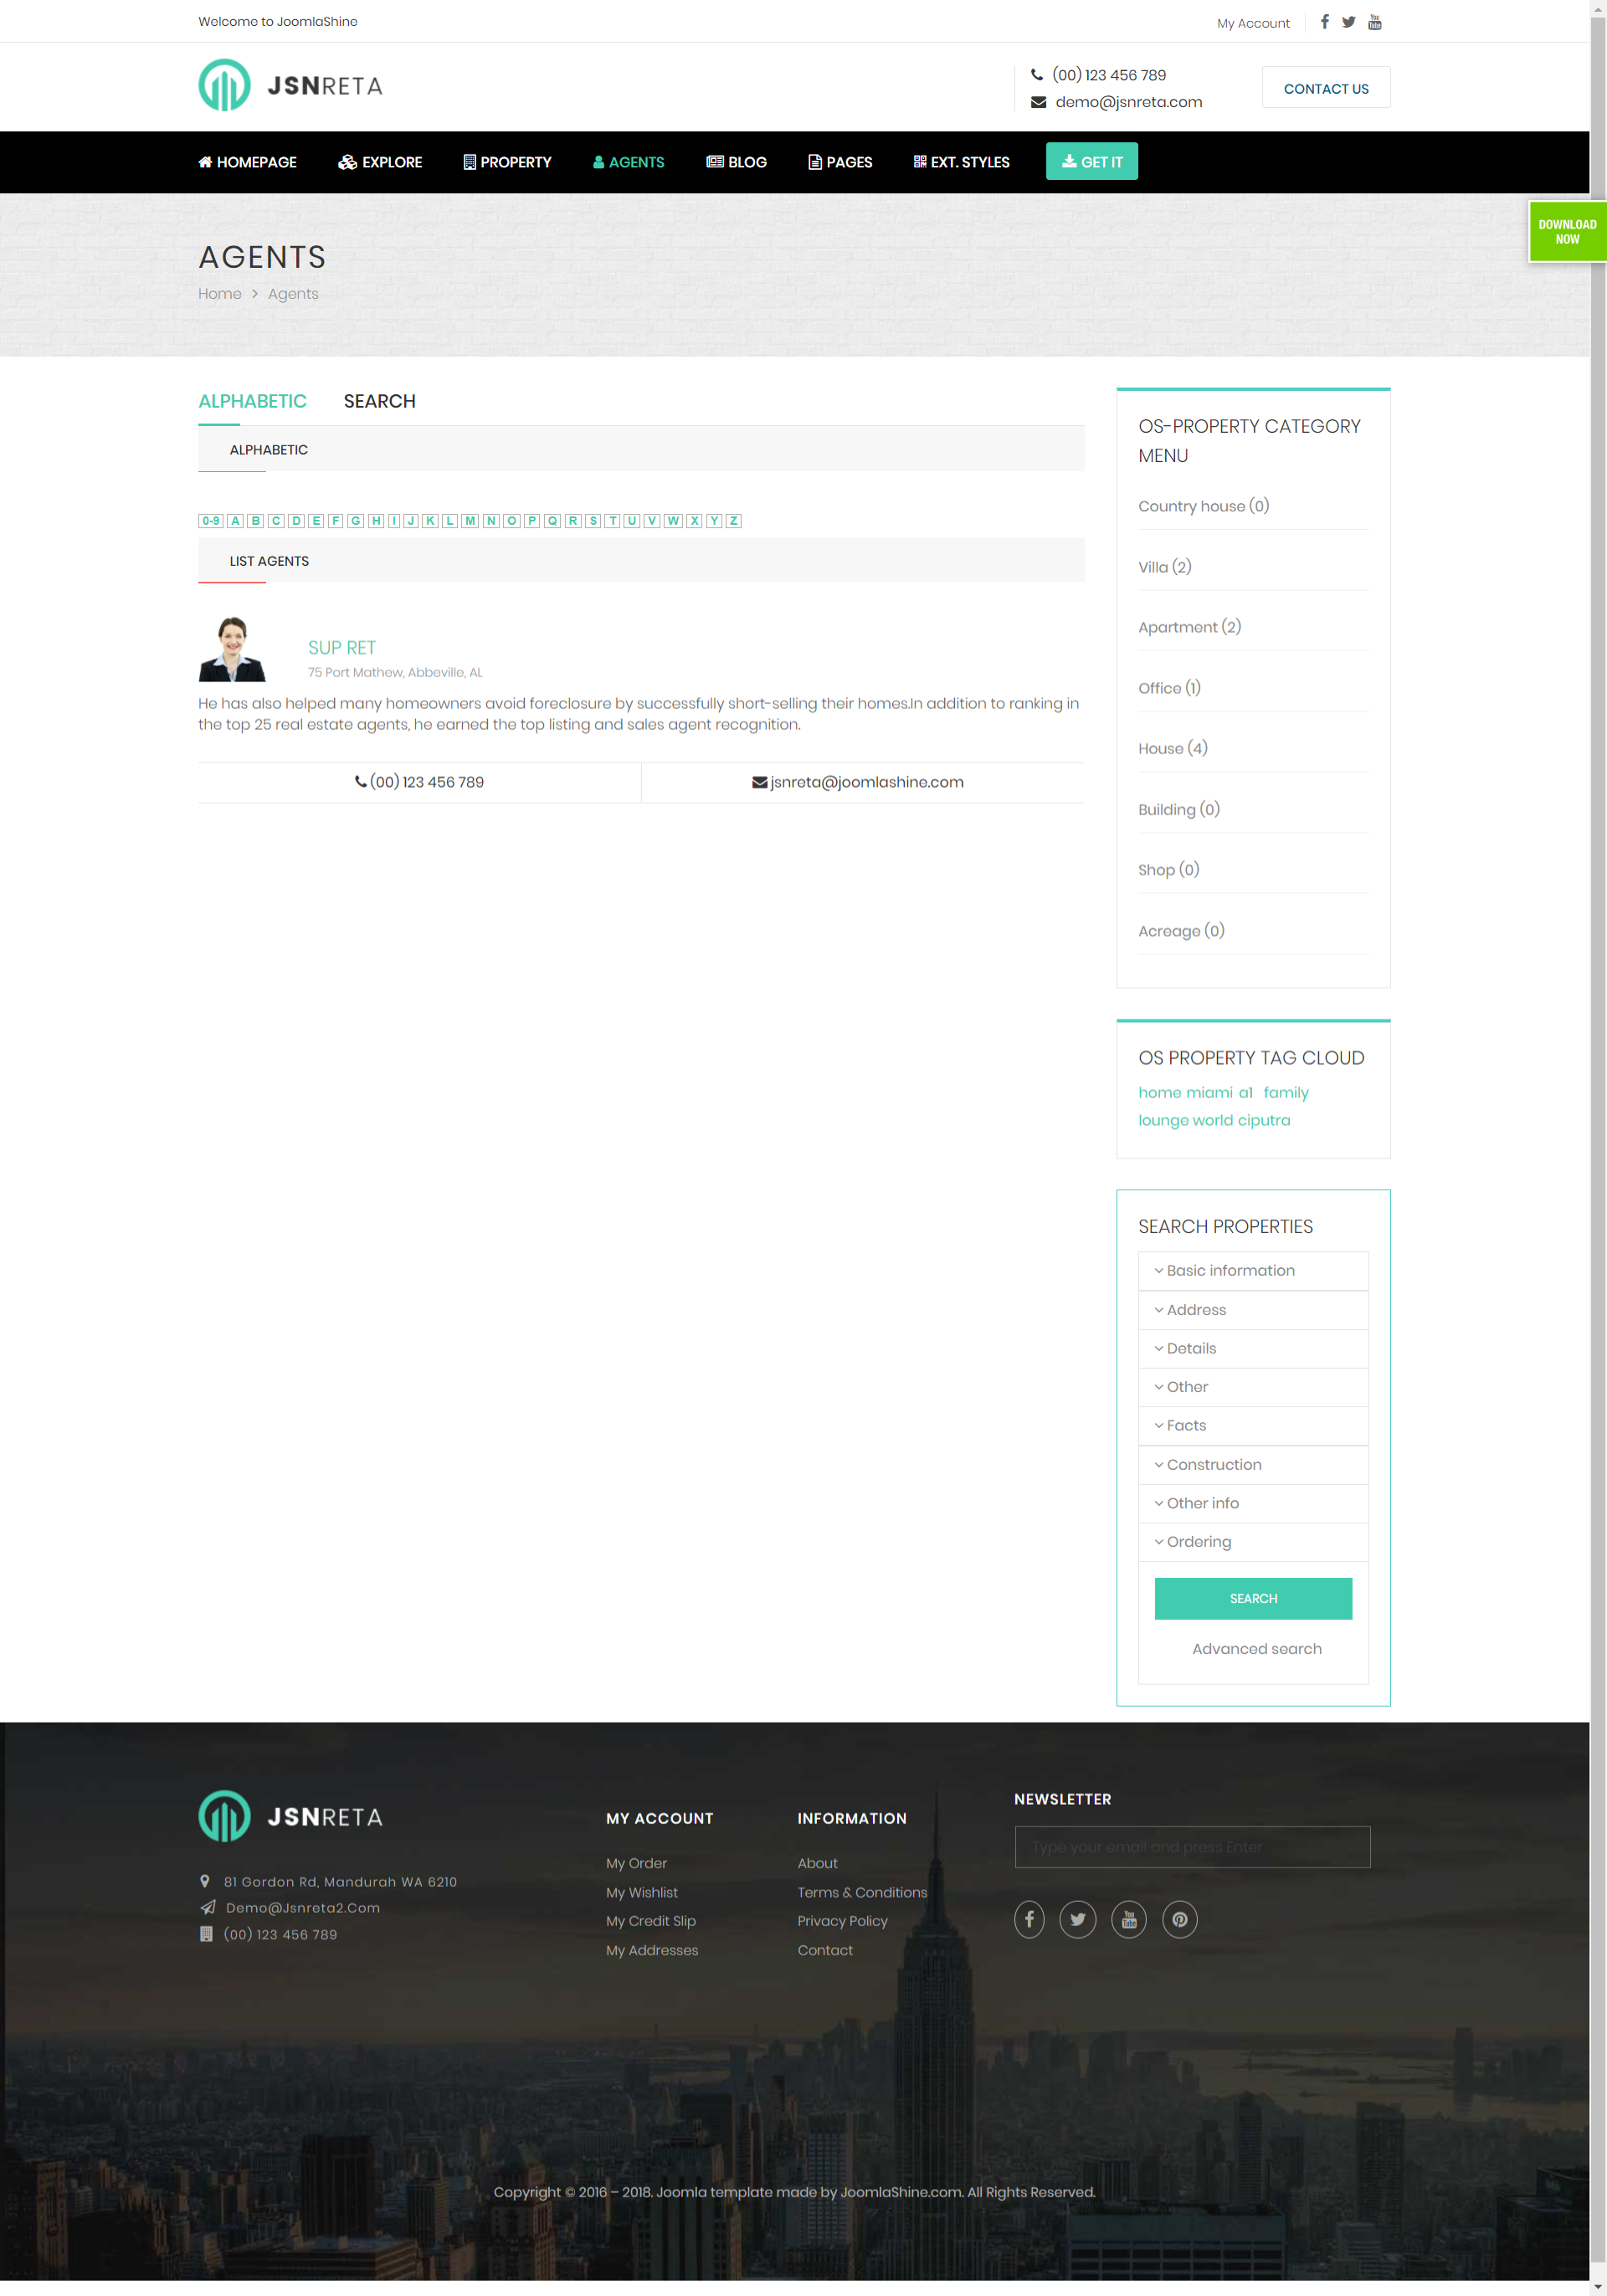 Welcome to JoomlaShine
My Account
You Tube
JSNRETA
(00) 123 456 789
demo@jsnreta.com
CONTACT US
HOMEPAGE
EXPLORE
PROPERTY
AGENTS
BLOG
PAGES
EXT. STYLES
GET IT
DOWNLOAD
NOW
AGENTS
Home > Agents
ALPHABETIC
SEARCH
ALPHABETIC
0-9 A B C D E F G H I J K L M N O P Q R S T U V W X Y Z
LIST AGENTS
SUP RET
75 Port Mathew, Abbeville, AL
He has also helped many homeowners avoid foreclosure by successfully short-selling their homes.In addition to ranking in
the top 25 real estate agents, he earned the top listing and sales agent recognition.
(00) 123 456 789
jsnreta@joomlashine.com
OS-PROPERTY CATEGORY
MENU
Country house (0)
Villa (2)
Apartment (2)
Office (1)
House (4)
Building (0)
Shop (0)
Acreage (0)
OS PROPERTY TAG CLOUD
home miami a1 family
lounge world ciputra
SEARCH PROPERTIES
Basic information
Address
Details
Other
Facts
Construction
Other info
Ordering
SEARCH
Advanced search
JSNRETA
81 Gordon Rd, Mandurah WA 6210
Demo@Jsnreta2.Com
(00) 123 456 789
MY ACCOUNT
My Order
My Wishlist
My Credit Slip
My Addresses
INFORMATION
About
Terms & Conditions
Privacy Policy
Contact
NEWSLETTER
Type your email and press Enter
You Tube
Copyright © 2016 – 2018. Joomla template made by JoomlaShine.com. All Rights Reserved.